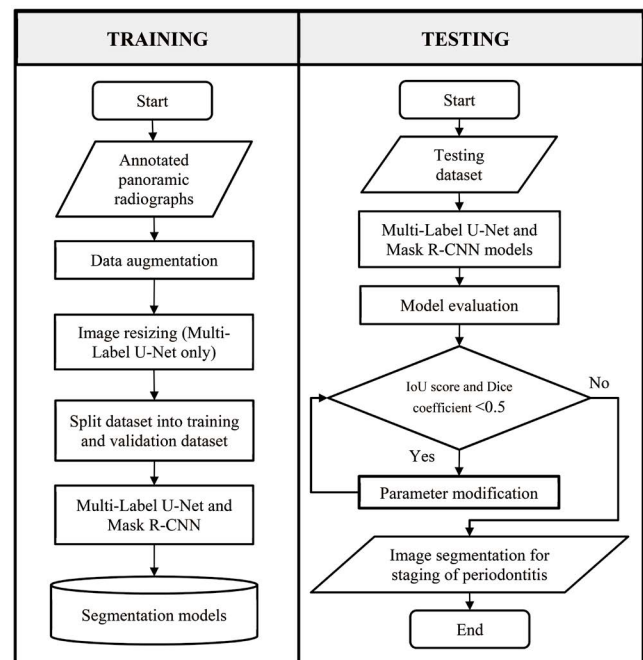 TRAINING
Start
Annotated
panoramic
radiographs
Data augmentation
Image resizing (Multi-
Label U-Net only)
Split dataset into training
and validation dataset
Multi-Label U-Net and
Mask R-CNN
Segmentation models
TESTING
Start
Testing
dataset
Multi-Label U-Net and
Mask R-CNN models
Model evaluation
IoU score and Dice
coefficient <0.5
No
Yes
Parameter modification
Image segmentation for
staging of periodontitis
End